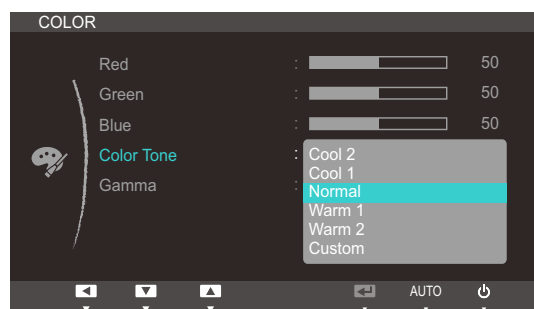 COLOR
Red : 50
Green : 50
Blue : 50
Color Tone : Cool 2
Cool 1
Gamma : Normal
Warm 1
Warm 2
Custom
AUTO